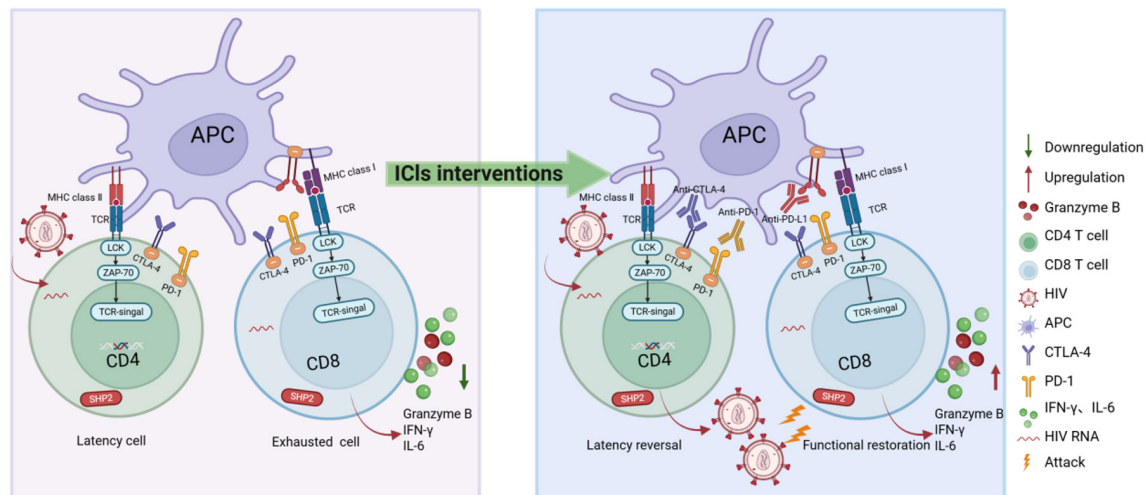 APC
MHC class II
TCR
MHC class I
TCR
LCK
ZAP-70
TCR-singal
CTLA-4
PD-1
CD4
SHP2
Latency cell
CTLA-4
PD-1
LCK
ZAP-70
TCR-singal
CD8
SHP2
Exhausted cell
Granzyme B
IFN-γ
IL-6
ICIs interventions
APC
MHC class II
TCR
Anti-CTLA-4
Anti-PD-1
Anti-PD-L1
MHC class I
TCR
LCK
ZAP-70
TCR-singal
CTLA-4
PD-1
CD4
SHP2
Latency reversal
CTLA-4
PD-1
LCK
ZAP-70
TCR-singal
CD8
SHP2
Functional restoration
Granzyme B
IFN-γ
IL-6
Downregulation
Upregulation
Granzyme B
CD4 T cell
CD8 T cell
HIV
APC
CTLA-4
PD-1
IFN-γ、IL-6
HIV RNA
Attack